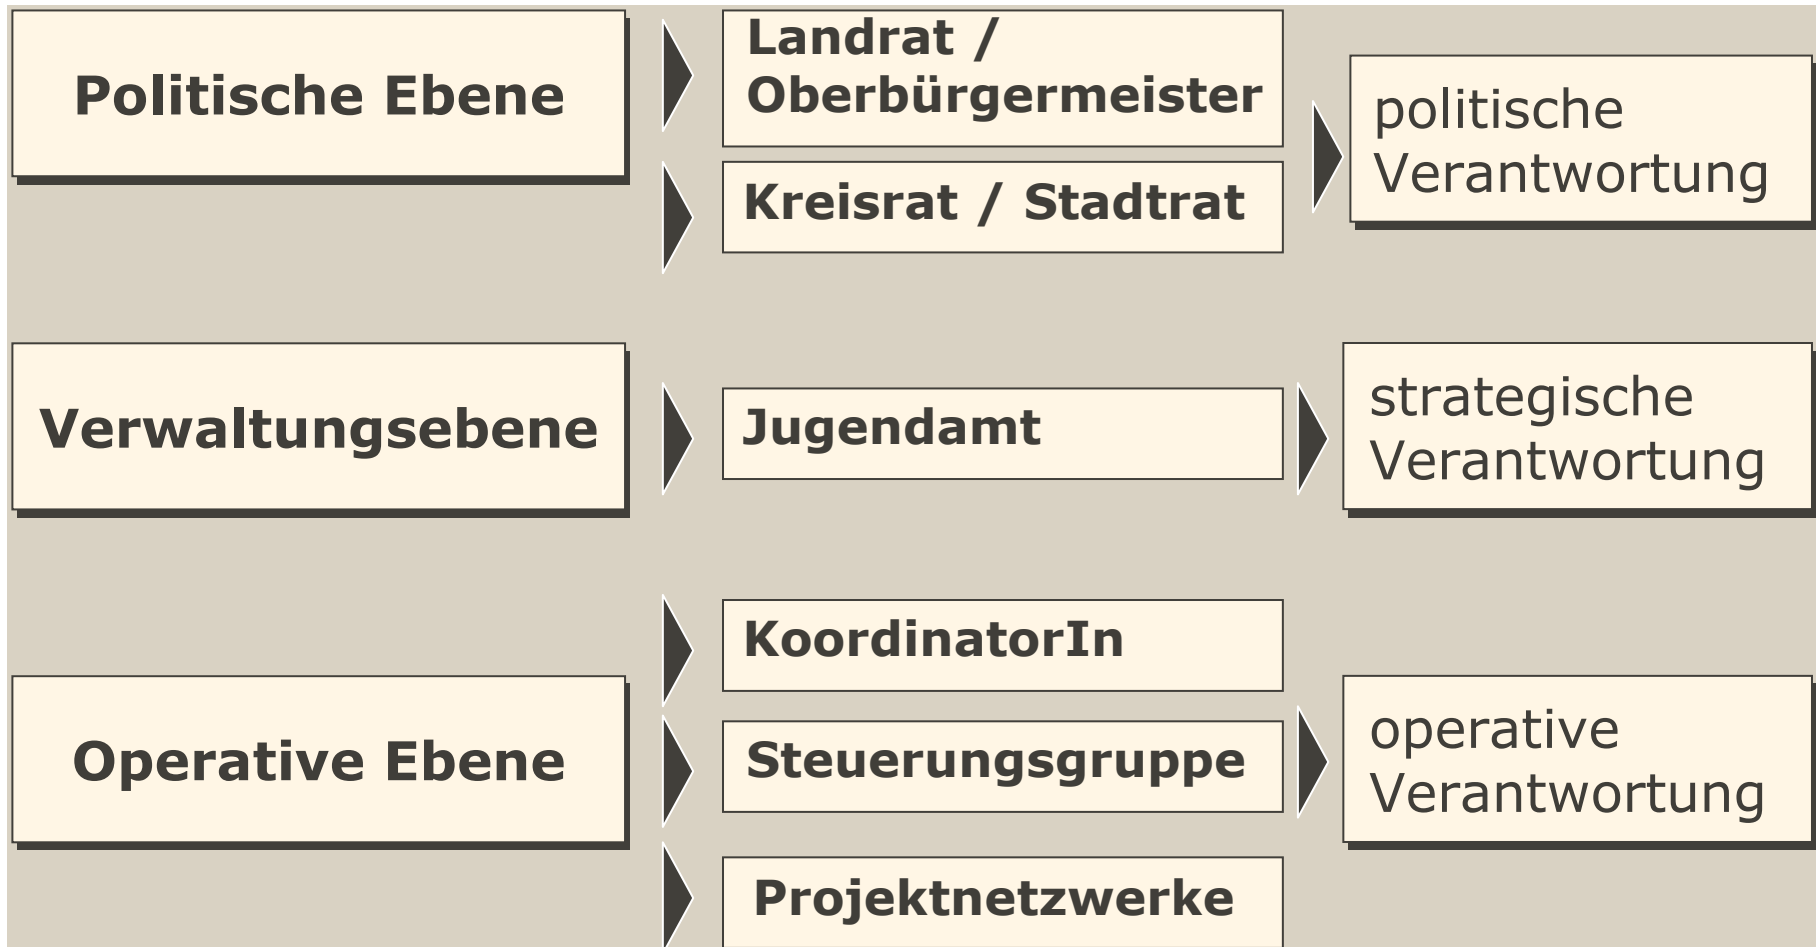 Politische Ebene
Landrat /
Oberbürgermeister
Kreisrat / Stadtrat
politische
Verantwortung
Verwaltungsebene
Jugendamt
strategische
Verantwortung
Operative Ebene
KoordinatorIn
Steuerungsgruppe
Projektnetzwerke
operative
Verantwortung